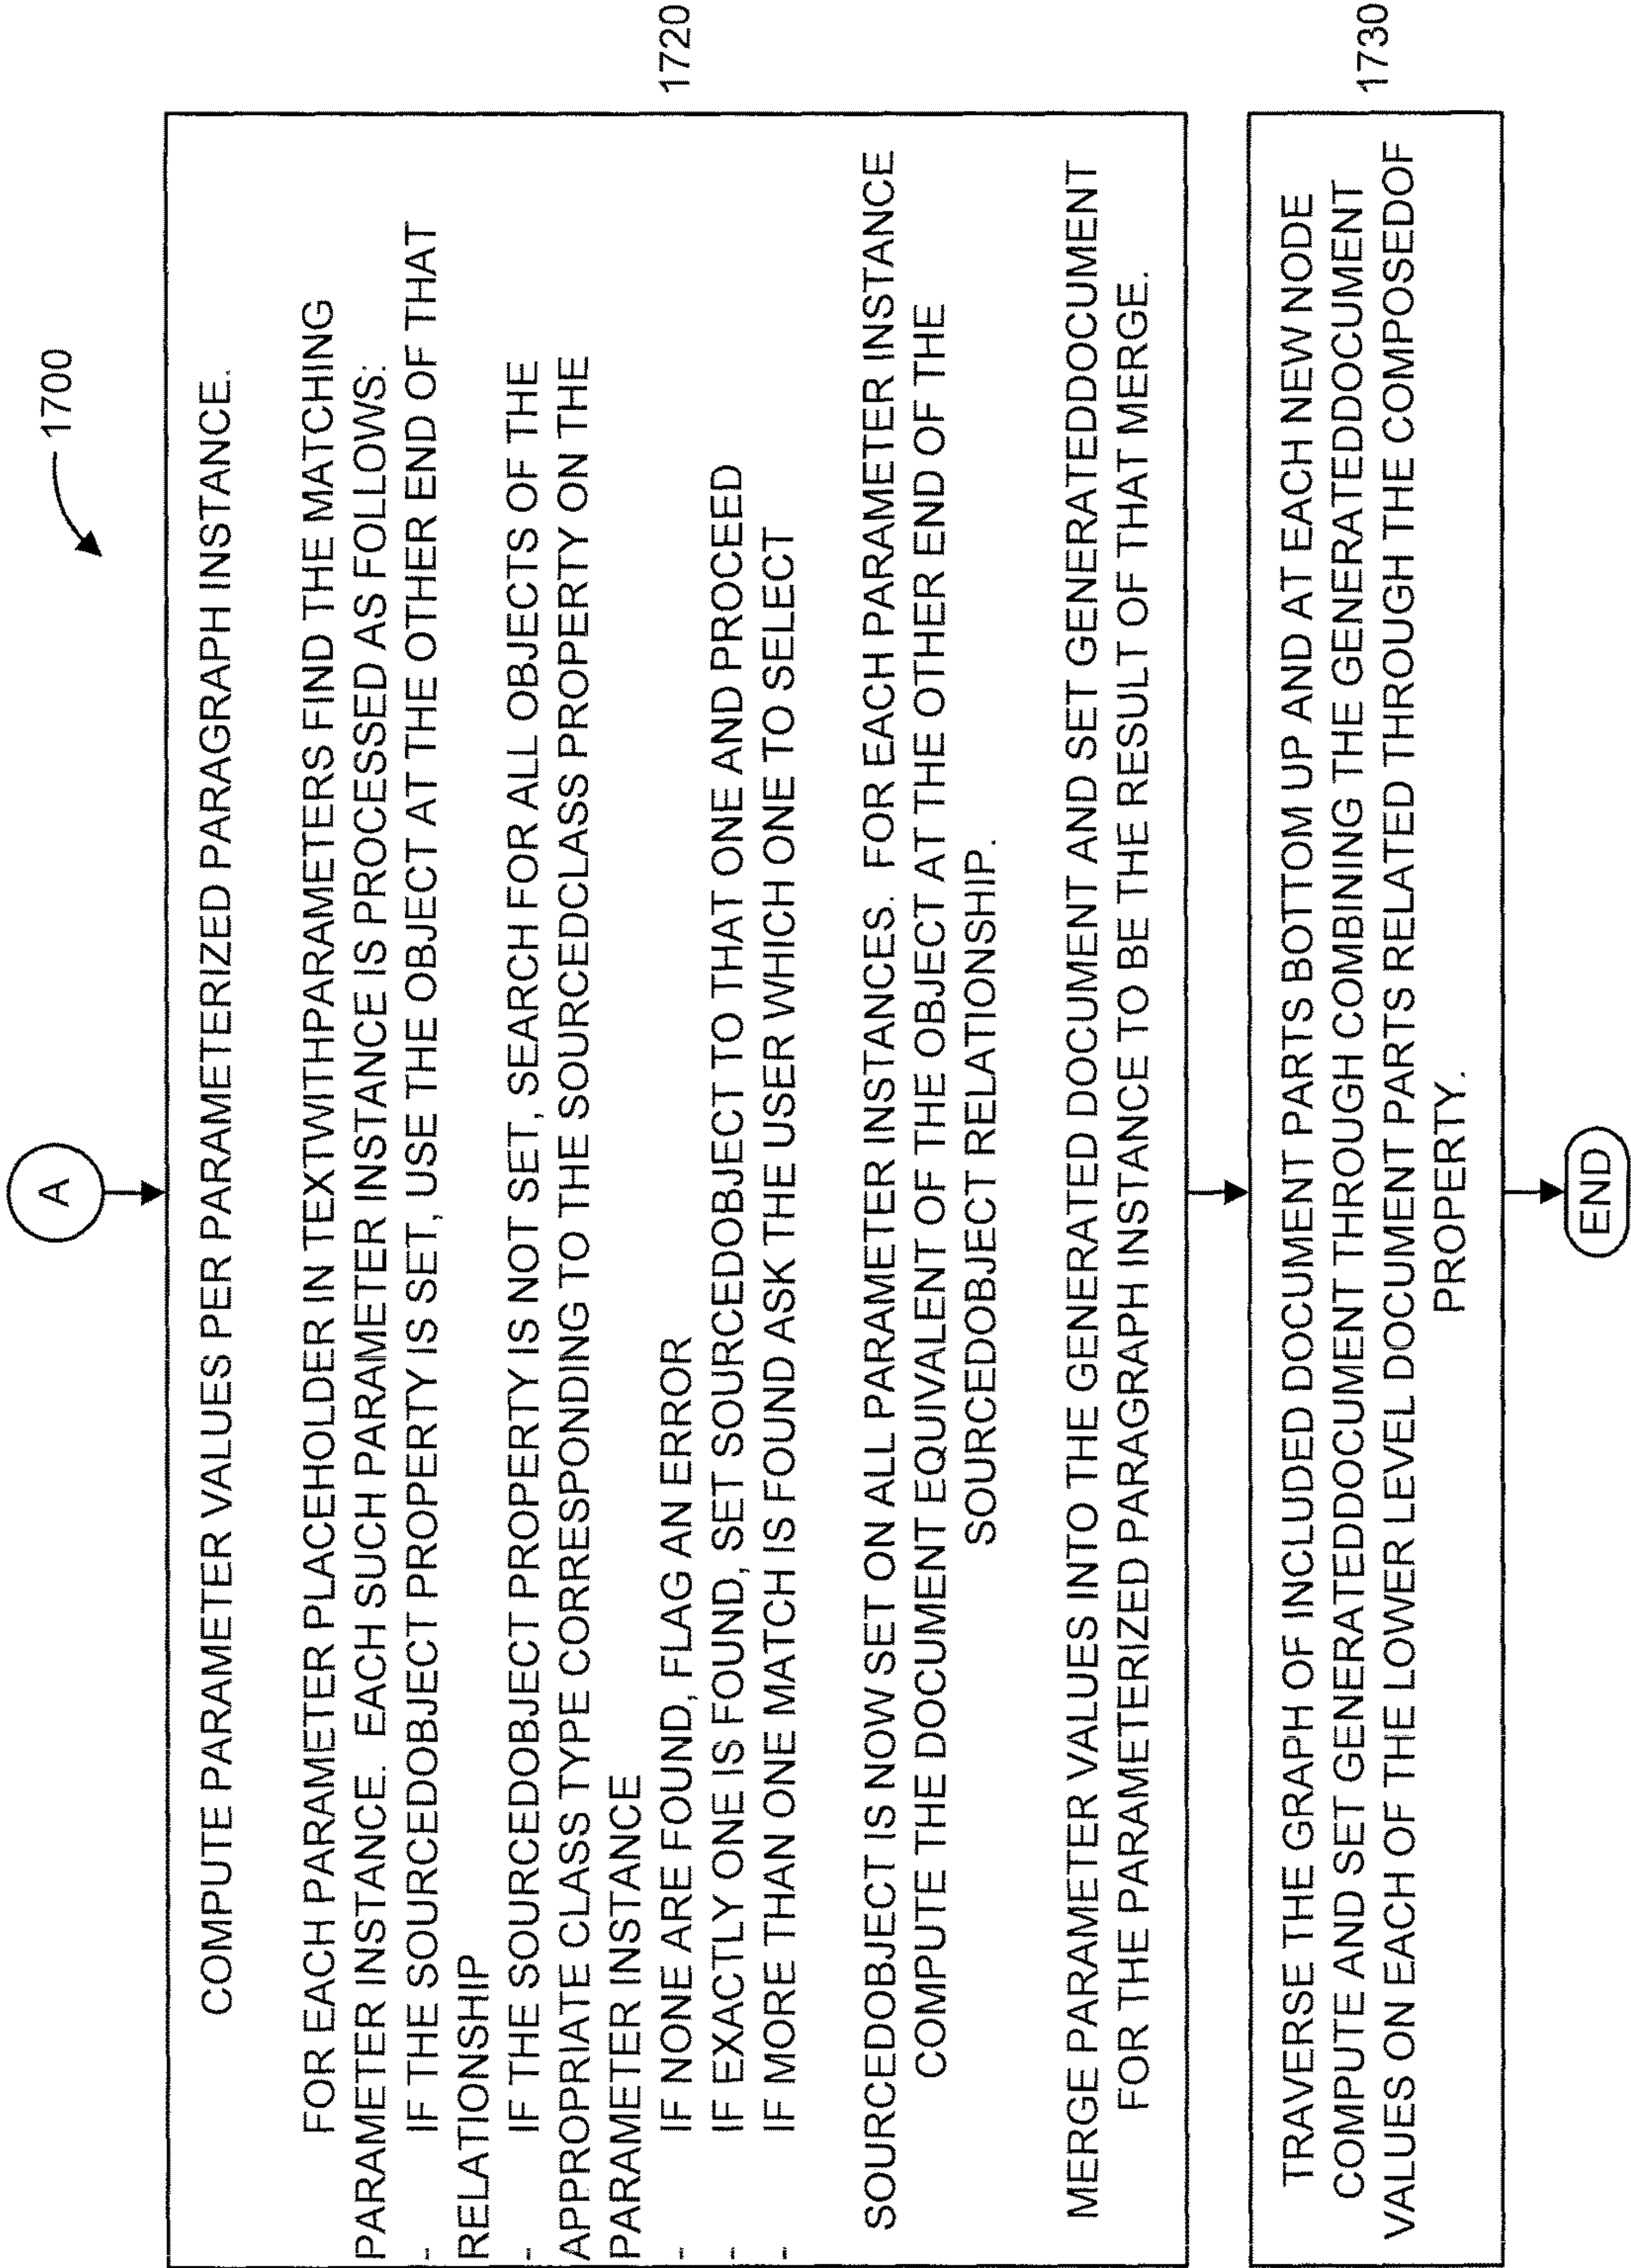 1700
A
COMPUTE PARAMETER VALUES PER PARAMETERIZED PARAGRAPH INSTANCE.
FOR EACH PARAMETER PLACEHOLDER IN TEXTWITHPARAMETERS FIND THE MATCHING
PARAMETER INSTANCE. EACH SUCH PARAMETER INSTANCE IS PROCESSED AS FOLLOWS:
- IF THE SOURCEDOBJECT PROPERTY IS SET, USE THE OBJECT AT THE OTHER END OF THAT
RELATIONSHIP
- IF THE SOURCEDOBJECT PROPERTY IS NOT SET, SEARCH FOR ALL OBJECTS OF THE
APPROPRIATE CLASS TYPE CORRESPONDING TO THE SOURCEDCLASS PROPERTY ON THE
PARAMETER INSTANCE
- IF NONE ARE FOUND, FLAG AN ERROR
- IF EXACTLY ONE IS FOUND, SET SOURCEDOBJECT TO THAT ONE AND PROCEED
- IF MORE THAN ONE MATCH IS FOUND ASK THE USER WHICH ONE TO SELECT
SOURCEDOBJECT IS NOW SET ON ALL PARAMETER INSTANCES. FOR EACH PARAMETER INSTANCE
COMPUTE THE DOCUMENT EQUIVALENT OF THE OBJECT AT THE OTHER END OF THE
SOURCEDOBJECT RELATIONSHIP.
MERGE PARAMETER VALUES INTO THE GENERATED DOCUMENT AND SET GENERATEDDOCUMENT
FOR THE PARAMETERIZED PARAGRAPH INSTANCE TO BE THE RESULT OF THAT MERGE.
1720
TRAVERSE THE GRAPH OF INCLUDED DOCUMENT PARTS BOTTOM UP AND AT EACH NEW NODE
COMPUTE AND SET GENERATEDDOCUMENT THROUGH COMBINING THE GENERATEDDOCUMENT
VALUES ON EACH OF THE LOWER LEVEL DOCUMENT PARTS RELATED THROUGH THE COMPOSEDOF
PROPERTY.
1730
END